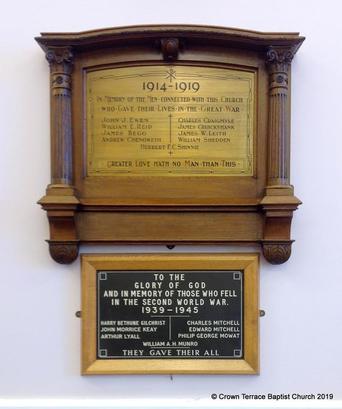 1914-1919
IN MEMORY OF THE MEN CONNECTED WITH THIS CHURCH
WHO GAVE THEIR LIVES IN THE GREAT WAR
JOHN J. EWEN
WILLIAM E. REID
JAMES BEGG
ANDREW CHENOWETH
CHARLES CRAIGMYLE
JAMES CRUICKSHANK
JAMES W. LEITH
WILLIAM SHEDDEN
HERBERT F.C. SHINNIE
GREATER LOVE HATH NO MAN THAN THIS
TO THE
GLORY OF GOD
AND IN MEMORY OF THOSE WHO FELL
IN THE SECOND WORLD WAR.
1939-1945
HARRY BETHUNE GILCHRIST
JOHN MORRICE KEAY
ARTHUR LYALL
CHARLES MITCHELL
EDWARD MITCHELL
PHILIP GEORGE MOWAT
WILLIAM A.H. MUNRO
THEY GAVE THEIR ALL
© Crown Terrace Baptist Church 2019